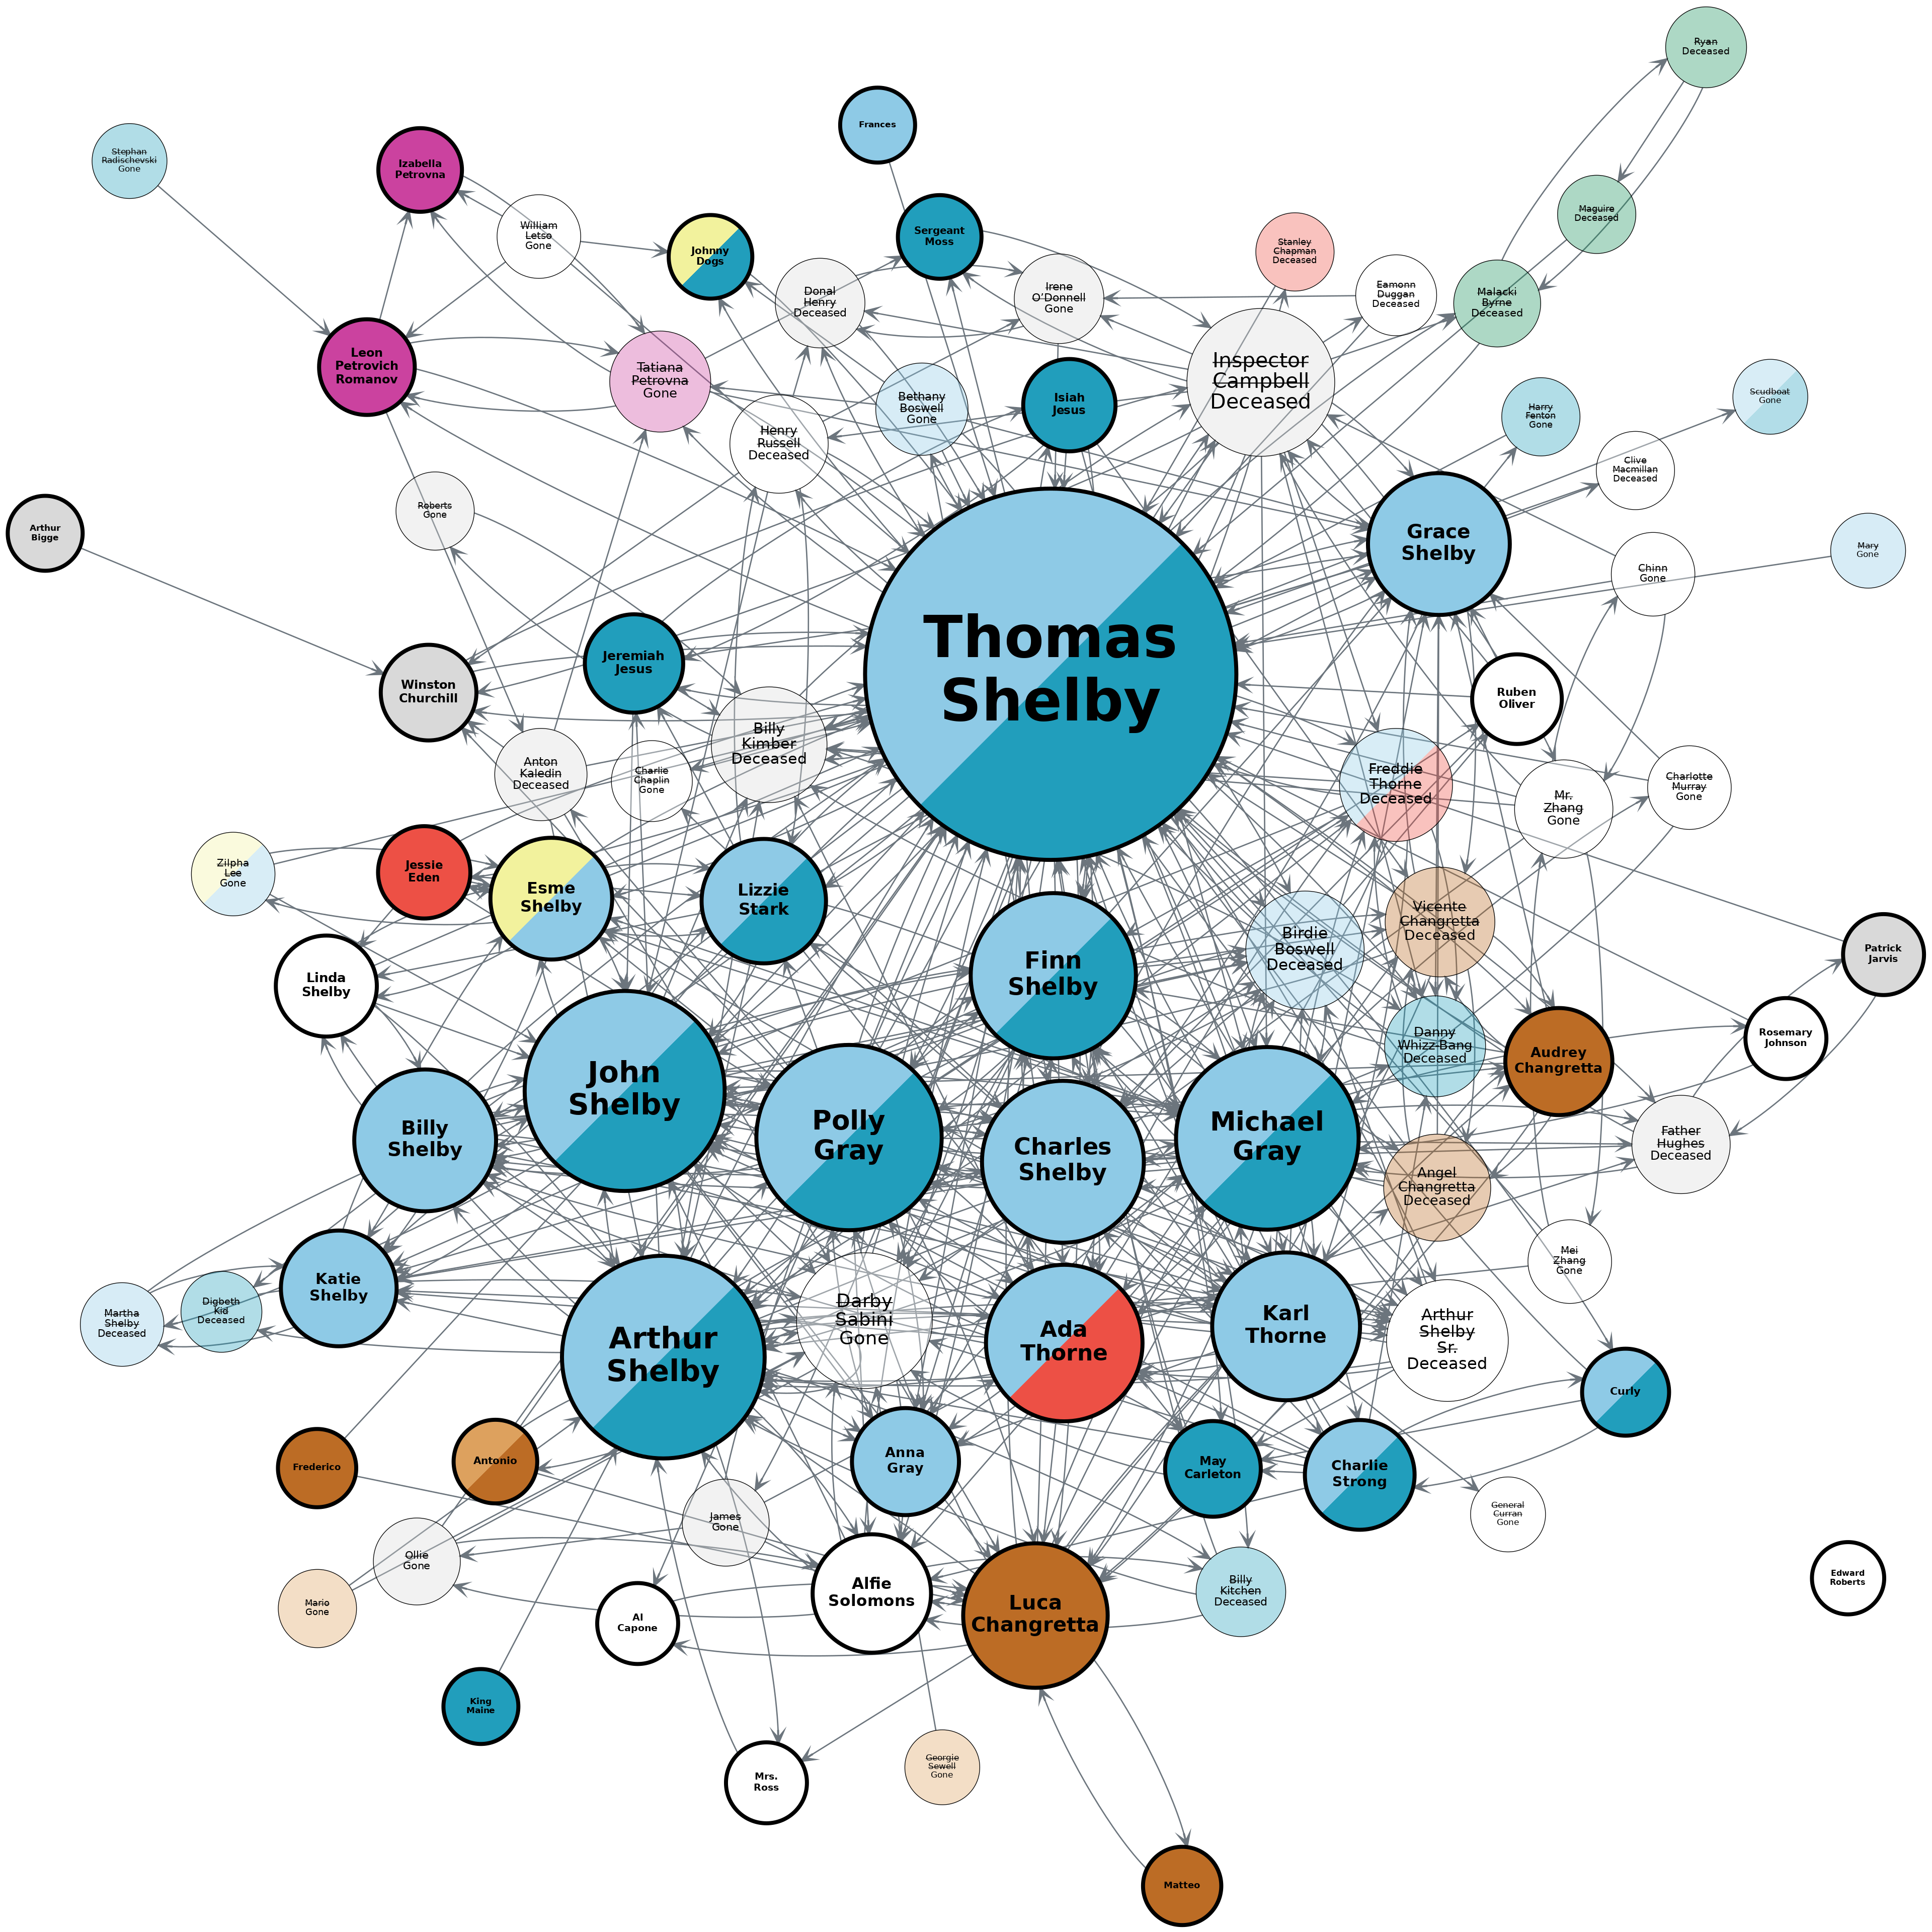 Ryan
Deceased
Frances
Stephan
Radischevski
Gone
Izabella
Petrovna
William
Letso
Gone
Johnny
Dogs
Sergeant
Moss
Stanley
Chapman
Deceased
Maguire
Deceased
Donal
Henry
Deceased
Irene
O'Donnell
Gone
Eamonn
Duggan
Deceased
Malacki
Byrne
Deceased
Leon
Petrovich
Romanov
Tatiana
Petrovna
Gone
Inspector
Campbell
Deceased
Bethany
Boswell
Gone
Isiah
Jesus
Harry
Fenton
Gone
Scudboat
Gone
Henry
Russell
Deceased
Clive
Macmillan
Deceased
Roberts
Gone
Arthur
Bigge
Grace
Shelby
Mary
Gone
Chinn
Gone
Thomas
Shelby
Jeremiah
Jesus
Winston
Churchill
Ruben
Oliver
Billy
Kimber
Deceased
Anton
Kaledin
Deceased
Charlie
Chaplin
Gone
Freddie
Thorne
Deceased
Mr.
Zhang
Gone
Charlotte
Murray
Gone
Zilpha
Lee
Gone
Jessie
Eden
Esme
Shelby
Lizzie
Stark
Vicente
Changretta
Deceased
Birdie
Boswell
Deceased
Patrick
Jarvis
Linda
Shelby
Finn
Shelby
Danny
Whizz-Bang
Deceased
Audrey
Changretta
Rosemary
Johnson
John
Shelby
Billy
Shelby
Polly
Gray
Charles
Shelby
Michael
Gray
Father
Hughes
Deceased
Angel
Changretta
Deceased
Mei
Zhang
Gone
Katie
Shelby
Martha
Shelby
Deceased
Digbeth
Kid
Deceased
Arthur
Shelby
Darby
Sabini
Gone
Ada
Thorne
Karl
Thorne
Arthur
Shelby
Sr.
Deceased
Curly
Frederico
Antonio
Anna
Gray
May
Carleton
Charlie
Strong
General
Curran
Gone
James
Gone
Ollie
Gone
Mario
Gone
Al
Capone
Alfie
Solomons
Luca
Changretta
Billy
Kitchen
Deceased
Edward
Roberts
King
Maine
Mrs.
Ross
Georgie
Sewell
Gone
Matteo